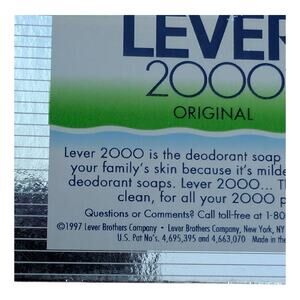 LEVER
2000
ORIGINAL
Lever 2000 is the deodorant soap
your family's skin because it's milde
deodorant soaps. Lever 2000... T
clean, for all your 2000 p
Questions or Comments? Call toll-free at 1-80
©1997 Lever Brothers Company • Lever Brothers Company, New York, NY
U.S. Pat No's. 4,695,395 and 4,663,070 Made in the